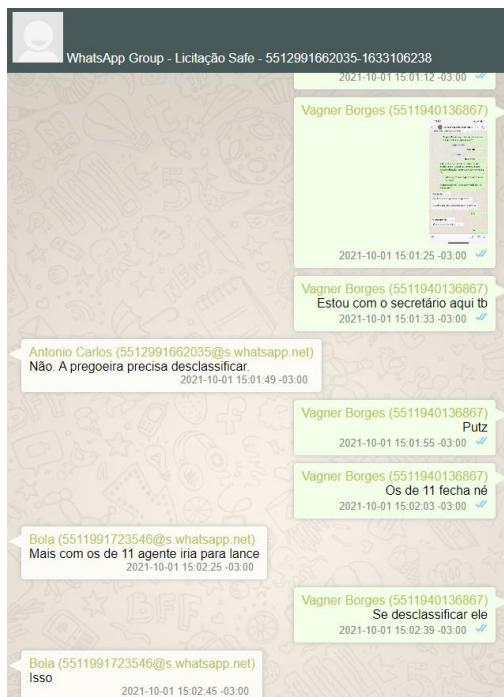 WhatsApp Group - Licitação Safe - 5512991662035-1633106238
2021-10-01 15:01:12 -03:00
Vagner Borges (5511940136867)
2021-10-01 15:01:25 -03:00
Vagner Borges (5511940136867)
Estou com o secretário aqui tb
2021-10-01 15:01:33 -03:00
Antonio Carlos (5512991662035@s.whatsapp.net)
Não. A pregoeira precisa desclassificar.
2021-10-01 15:01:49 -03:00
Vagner Borges (5511940136867)
Putz
2021-10-01 15:01:55 -03:00
Vagner Borges (5511940136867)
Os de 11 fecha né
2021-10-01 15:02:03 -03:00
Bola (5511991723546@s.whatsapp.net)
Mais com os de 11 agente iria para lance
2021-10-01 15:02:25 -03:00
Vagner Borges (5511940136867)
Se desclassificar ele
2021-10-01 15:02:39 -03:00
Bola (5511991723546@s.whatsapp.net)
Isso
2021-10-01 15:02:45 -03:00